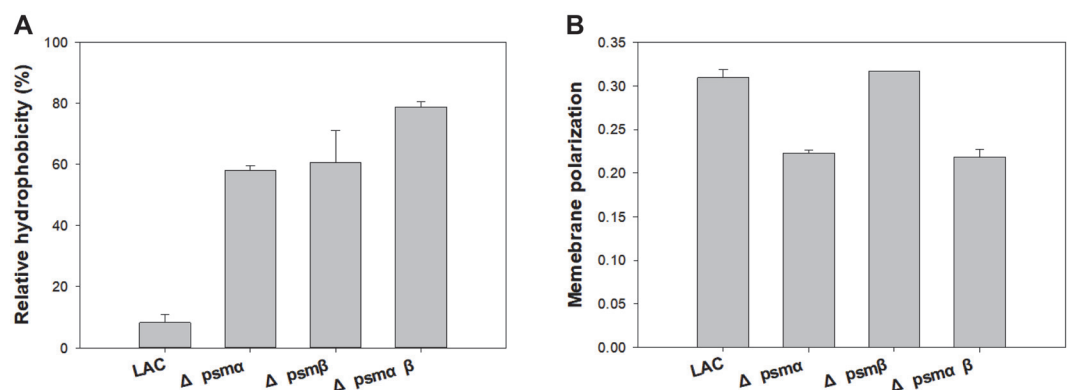 A
Relative hydrophobicity (%)
100
80
60
40
20
0
LAC
Δ psmα
Δ psmβ
Δ psmα β
B
Memebrane polarization
0.35
0.30
0.25
0.20
0.15
0.10
0.05
0.00
LAC
Δ psmα
Δ psmβ
Δ psmα β